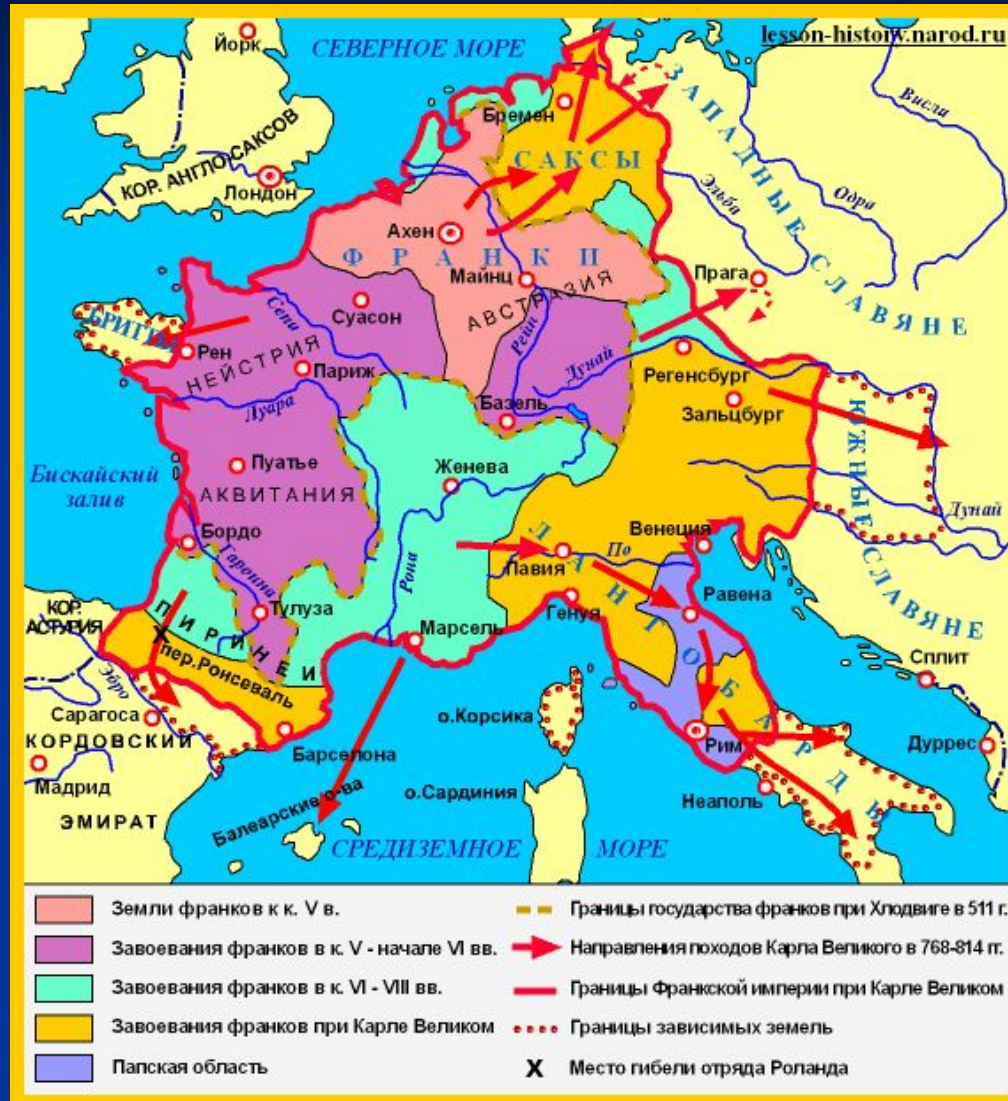 lesson-history.narod.ru
Йорк
СЕВЕРНОЕ МОРЕ
ЗАПАДНЫЕ СЛАВЯНЕ
Висла
Бремен
КОР. АНГЛО САКСОВ
САКСЫ
Лондон
Эльба
Одра
Ахен
ФРАНКИ
Майнц
Прага
АВСТРАЗИЯ
Суасон
Сена
Рейн
БРИТЫ
Рен
НЕЙСТРИЯ
Париж
Дунай
Регенсбург
Луара
Базель
Зальцбург
ЮЖНЫЕ СЛАВЯНЕ
Бискайский
залив
Пуатье
Женева
АКВИТАНИЯ
Дунай
Бордо
ЛАНГОБАРДЫ
Венеция
Гаронна
Рона
Павия
По
Равена
КОР.
АСТУРИЯ
Тулуза
Генуя
ПИРИНЕИ
Марсель
пер.Ронсеваль
Эбро
Сплит
Сарагоса
о.Корсика
КОРДОВСКИЙ
Барселона
Рим
Дуррес
Мадрид
о.Сардиния
Неаполь
Балеарские о-ва
ЭМИРАТ
СРЕДИЗЕМНОЕ МОРЕ
Земли франков к к. V в.
Завоевания франков в к. V - начале VI вв.
Завоевания франков в к. VI - VIII вв.
Завоевания франков при Карле Великом
Папская область
Границы государства франков при Хлодвиге в 511 г.
Направления походов Карла Великого в 768-814 гг.
Границы Франкской империи при Карле Великом
Границы зависимых земель
X Место гибели отряда Роланда